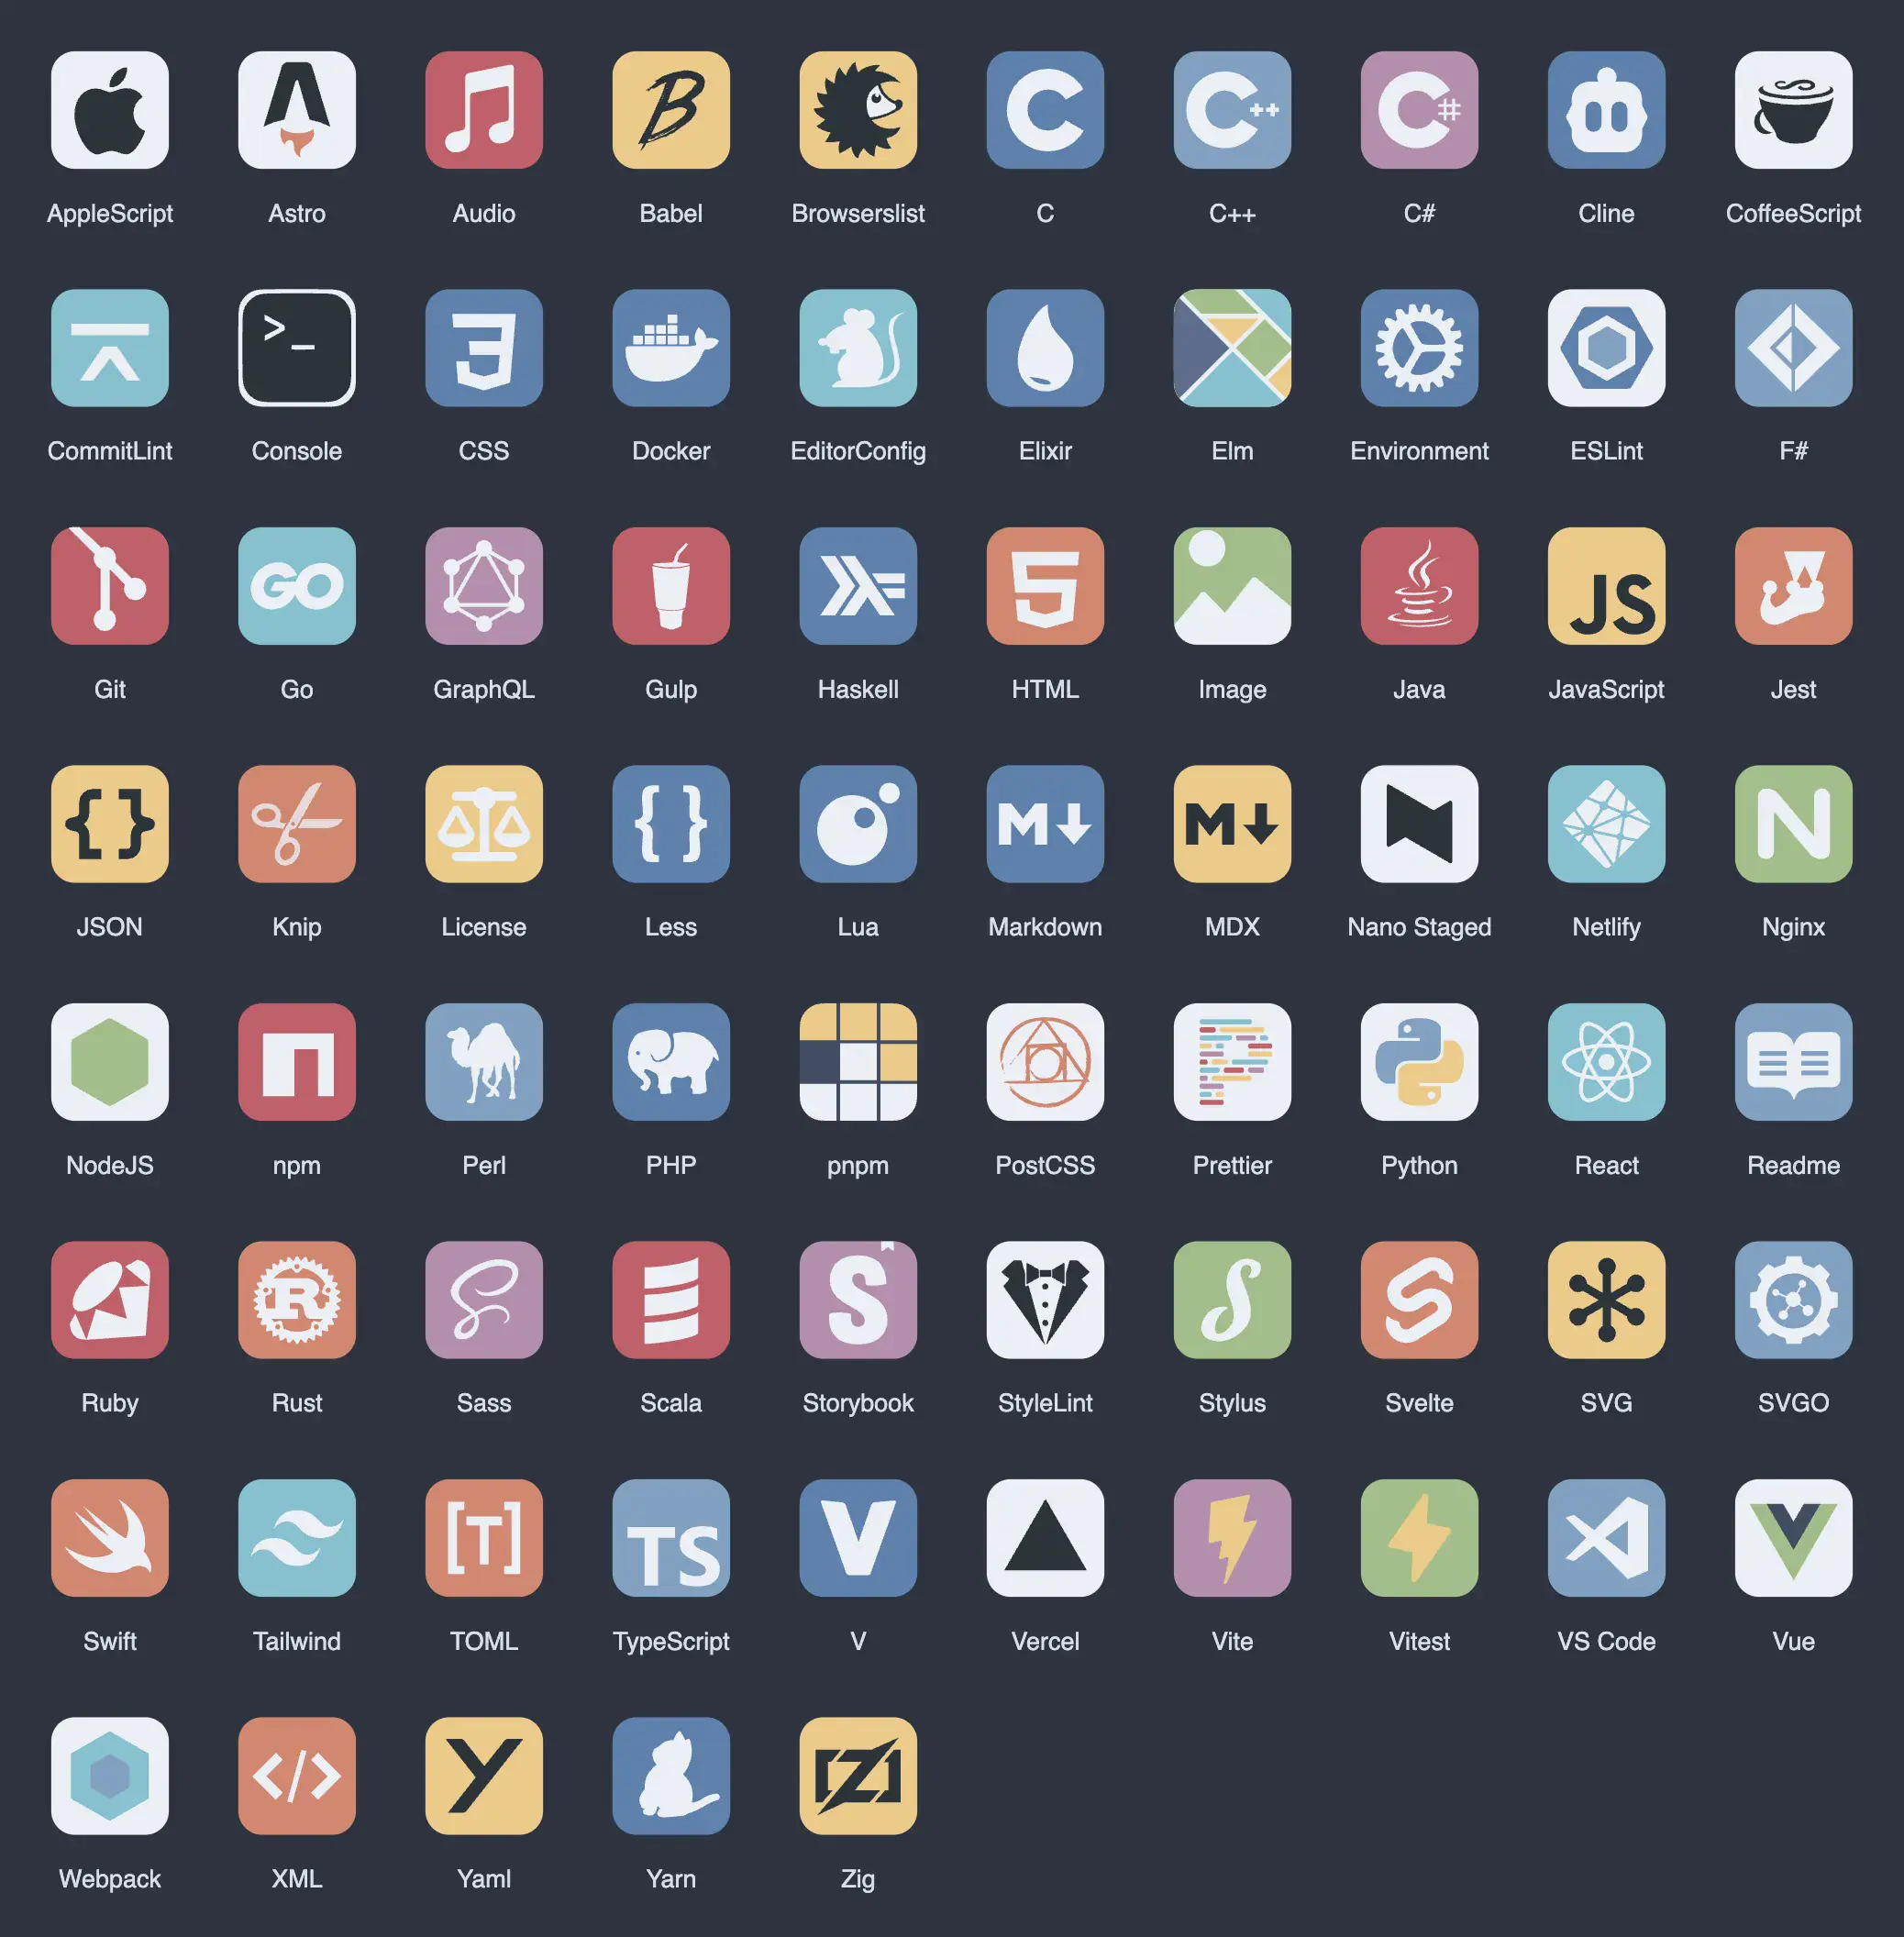 AppleScript Astro Audio Babel Browserslist C C++ C# Cline CoffeeScript
CommitLint Console CSS Docker EditorConfig Elixir Elm Environment ESLint F#
Git Go GraphQL Gulp Haskell HTML Image Java JavaScript Jest
JSON Knip License Less Lua Markdown MDX Nano Staged Netlify Nginx
NodeJS npm Perl PHP pnpm PostCSS Prettier Python React Readme
Ruby Rust Sass Scala Storybook StyleLint Stylus Svelte SVG SVGO
Swift Tailwind TOML TypeScript V Vercel Vite Vitest VS Code Vue
Webpack XML Yaml Yarn Zig